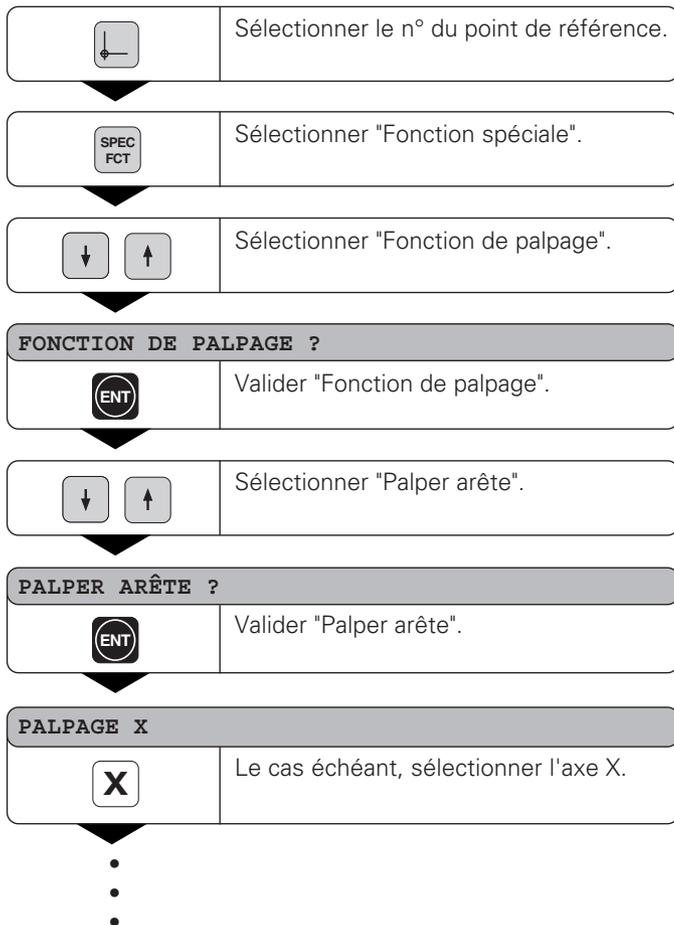 Sélectionner le n° du point de référence.
SPEC
FCT
Sélectionner "Fonction spéciale".
Sélectionner "Fonction de palpage".
FONCTION DE PALPAGE ?
ENT
Valider "Fonction de palpage".
Sélectionner "Palper arête".
PALPER ARÊTE ?
ENT
Valider "Palper arête".
PALPAGE X
X
Le cas échéant, sélectionner l'axe X.